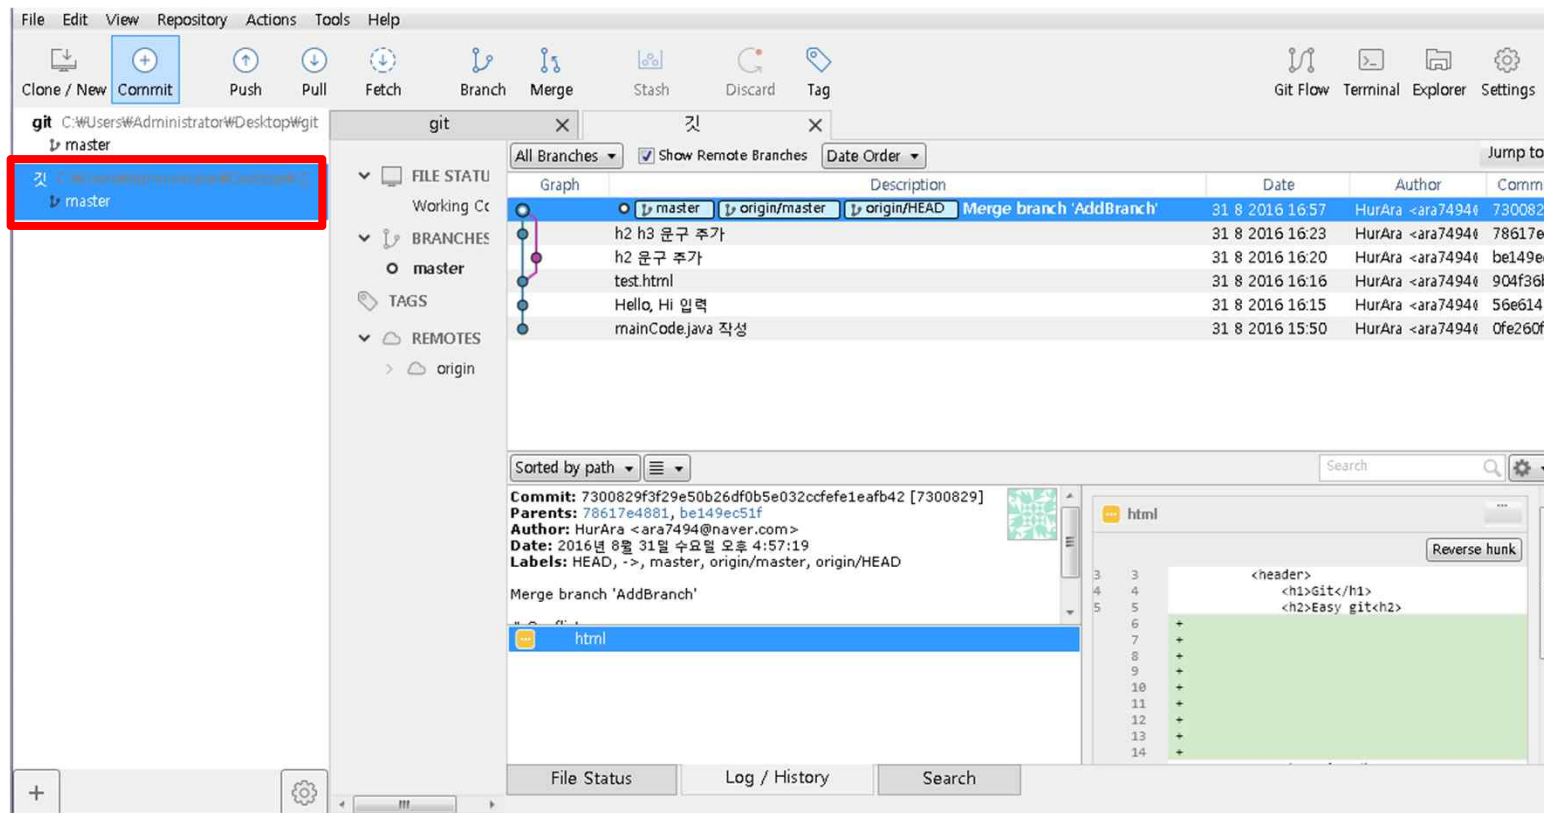 File Edit View Repository Actions Tools Help
Clone / New Commit Push Pull Fetch Branch Merge Stash Discard Tag Git Flow Terminal Explorer Settings
git C:₩Users₩Administrator₩Desktop₩git
master
깃
master
git 깃
All Branches Show Remote Branches Date Order Jump to
Graph Description Date Author Comm
master origin/master origin/HEAD Merge branch 'AddBranch' 31 8 2016 16:57 HurAra <ara7494 730082
h2 h3 문구 추가 31 8 2016 16:23 HurAra <ara7494 78617e
h2 문구 추가 31 8 2016 16:20 HurAra <ara7494 be149e
test.html 31 8 2016 16:16 HurAra <ara7494 904f36
Hello, Hi 입력 31 8 2016 16:15 HurAra <ara7494 56e614
mainCode.java 작성 31 8 2016 15:50 HurAra <ara7494 0fe260f
FILE STATU
Working Co
BRANCHES
master
TAGS
REMOTES
origin
Sorted by path Search
Commit: 7300829f3f29e50b26df0b5e032ccfefe1eafb42 [7300829]
Parents: 78617e4881, be149ec51f
Author: HurAra <ara7494@naver.com>
Date: 2016년 8월 31일 수요일 오후 4:57:19
Labels: HEAD, ->, master, origin/master, origin/HEAD
Merge branch 'AddBranch'
html
html
Reverse hunk
3 3 <header>
4 4 <h1>Git</h1>
5 5 <h2>Easy git<h2>
6 +
7 +
8 +
9 +
10 +
11 +
12 +
13 +
14 +
File Status Log / History Search